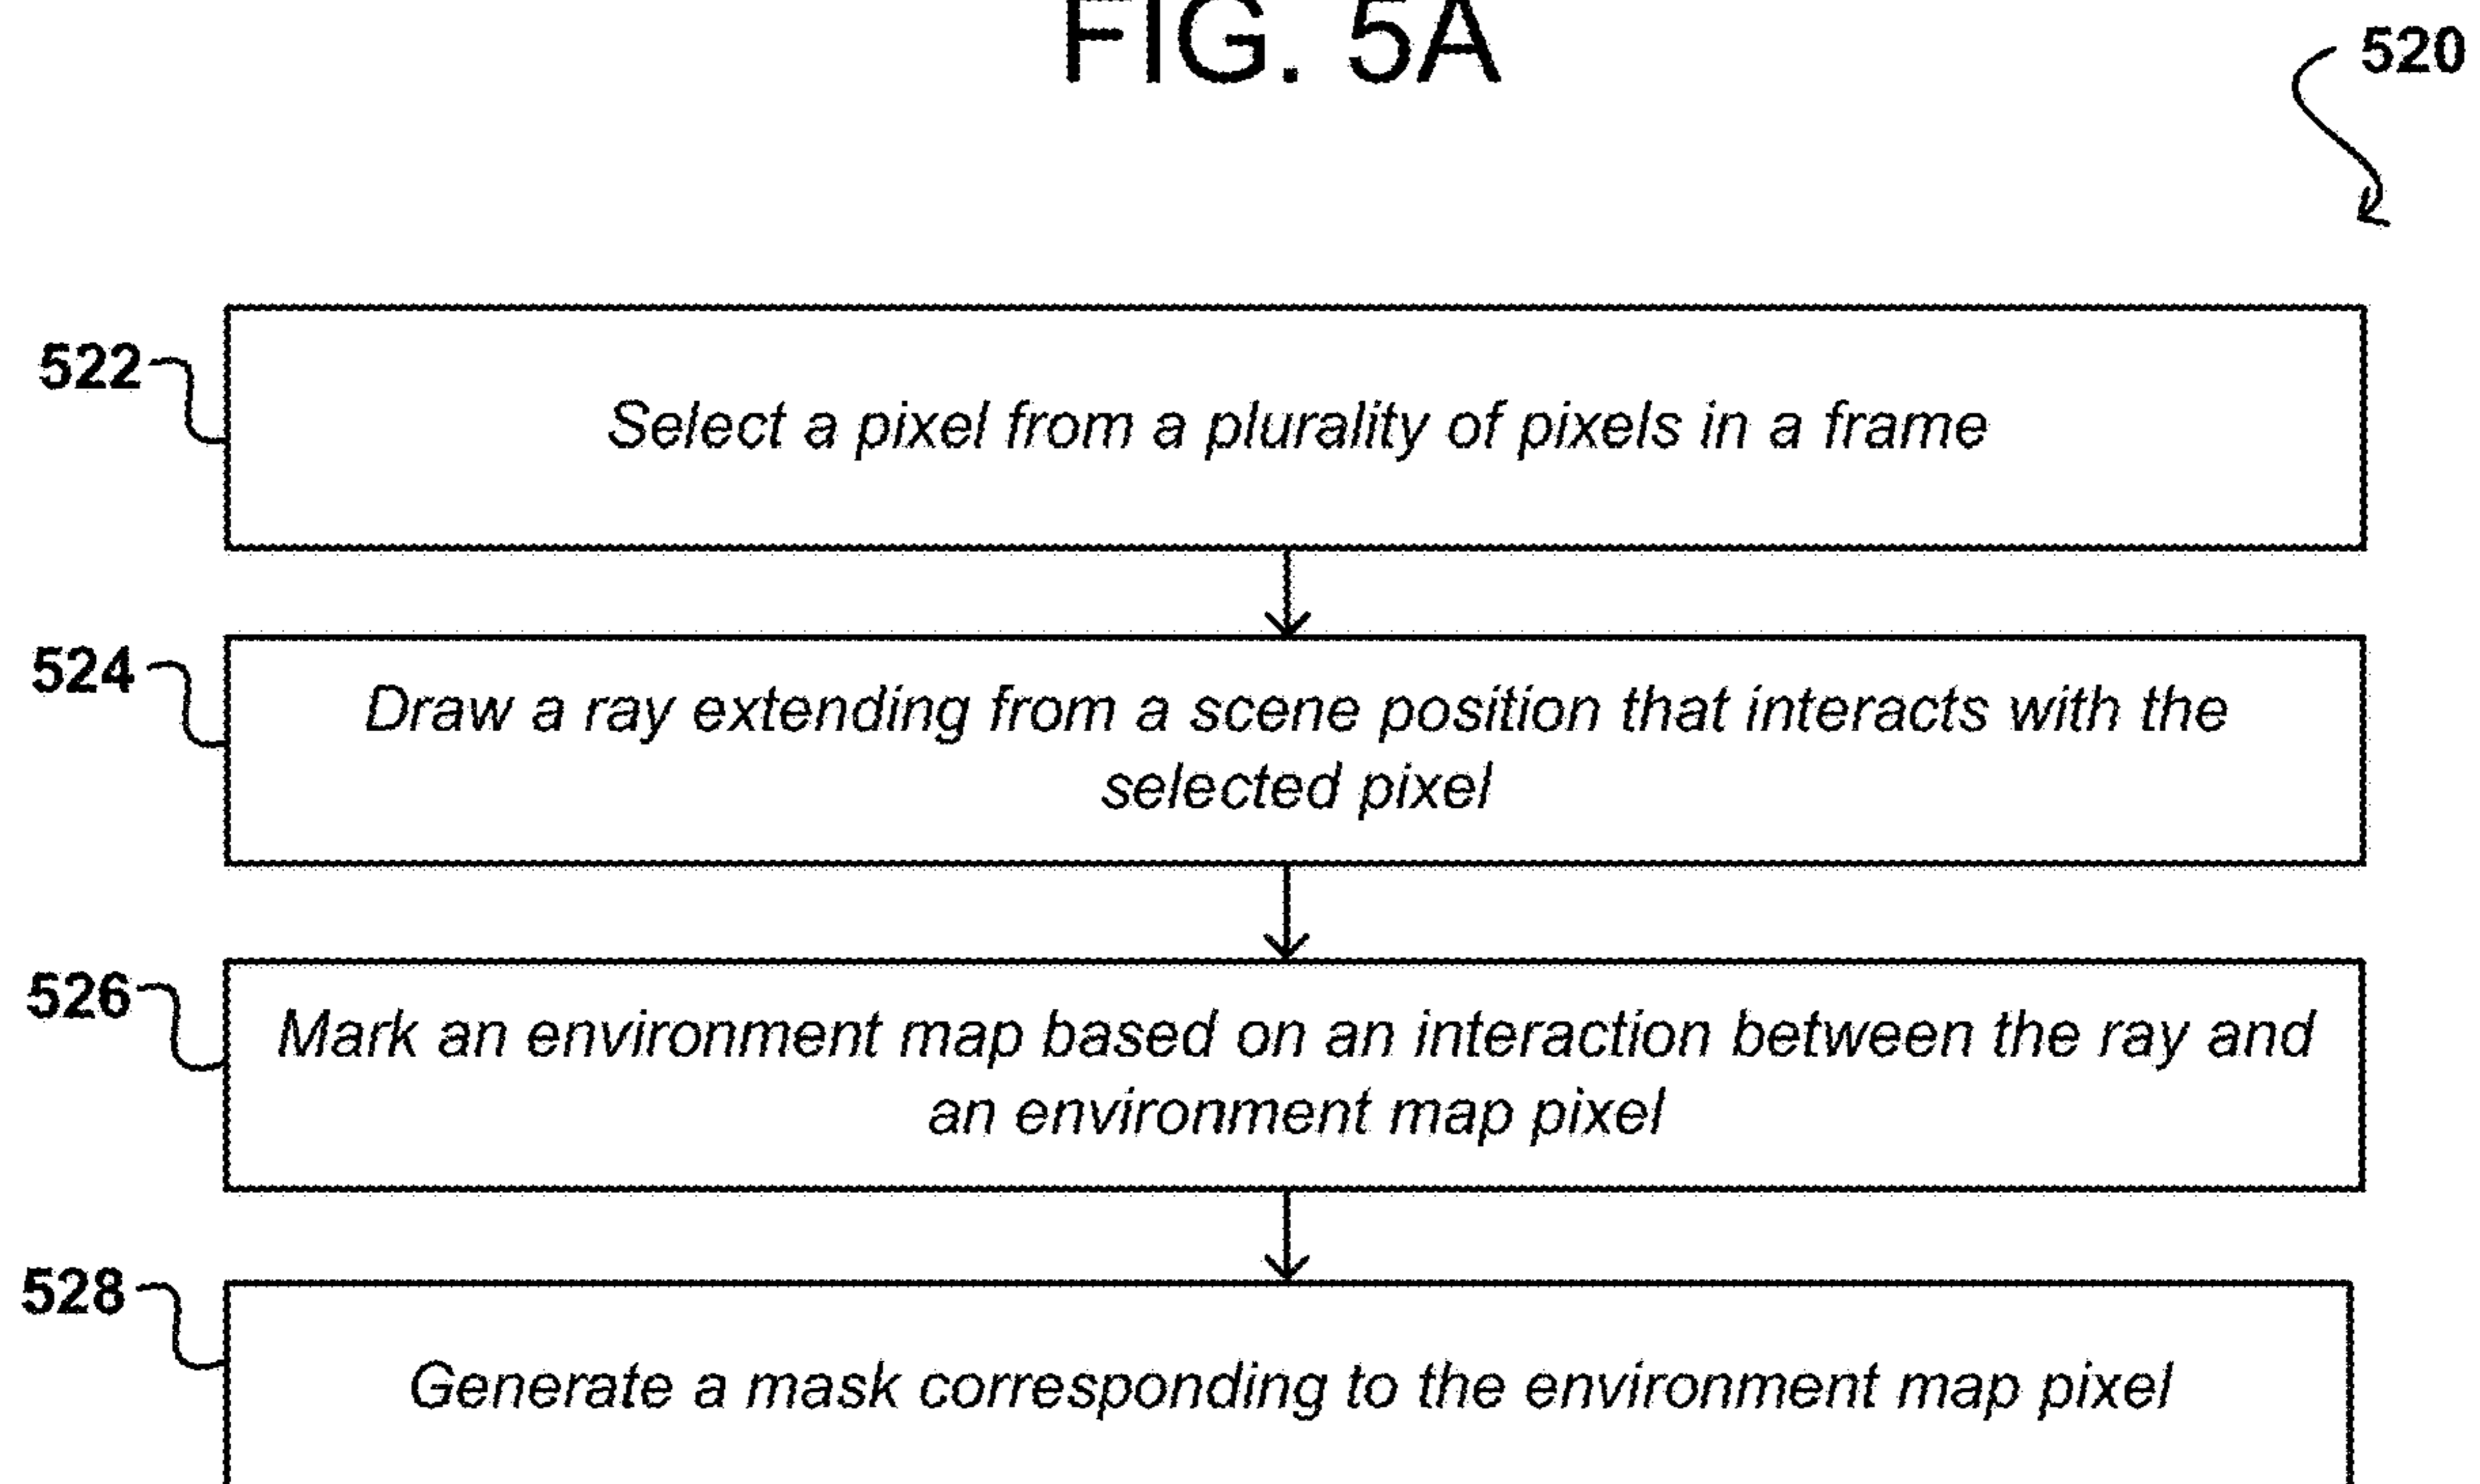 FIG. 5A
520
522
Select a pixel from a plurality of pixels in a frame
524
Draw a ray extending from a scene position that interacts with the
selected pixel
526
Mark an environment map based on an interaction between the ray and
an environment map pixel
528
Generate a mask corresponding to the environment map pixel